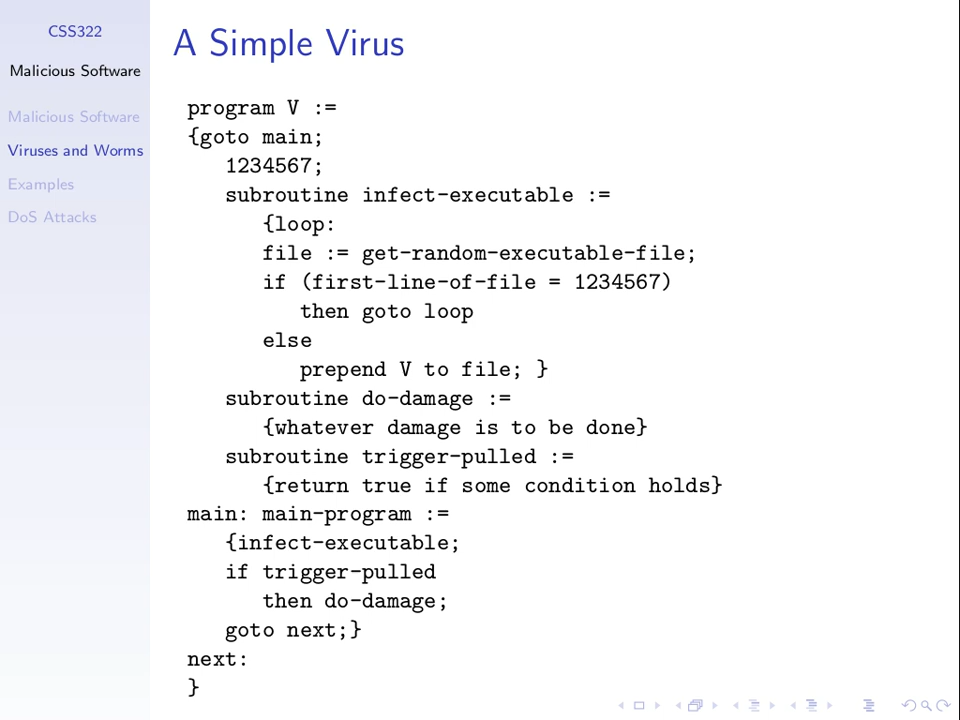 CSS322
Malicious Software
Malicious Software
Viruses and Worms
Examples
DoS Attacks
A Simple Virus
program V :=
{goto main;
   1234567;
   subroutine infect-executable :=
      {loop:
      file := get-random-executable-file;
      if (first-line-of-file = 1234567)
         then goto loop
      else
         prepend V to file; }
   subroutine do-damage :=
      {whatever damage is to be done}
   subroutine trigger-pulled :=
      {return true if some condition holds}
main: main-program :=
   {infect-executable;
   if trigger-pulled
      then do-damage;
   goto next;}
next:
}